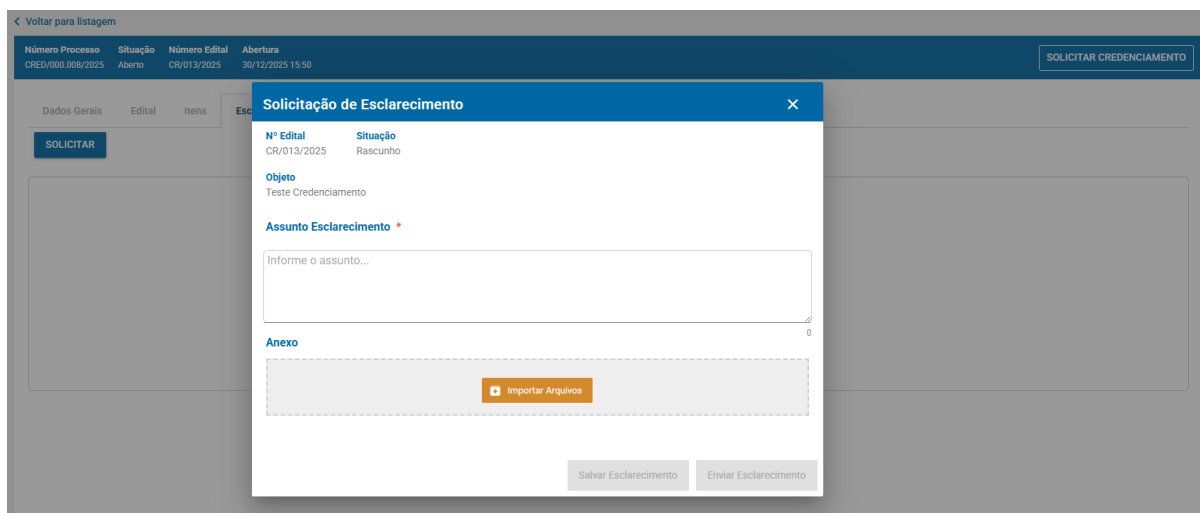 Voltar para listagem
Número Processo Situação Número Edital Abertura
CRED/000.008/2025 Aberto CR/013/2025 30/12/2025 15:50
SOLICITAR CREDENCIAMENTO
Dados Gerais Edital Itens Esc
SOLICITAR
Solicitação de Esclarecimento
Nº Edital Situação
CR/013/2025 Rascunho
Objeto
Teste Credenciamento
Assunto Esclarecimento *
Informe o assunto...
0
Anexo
Importar Arquivos
Salvar Esclarecimento Enviar Esclarecimento